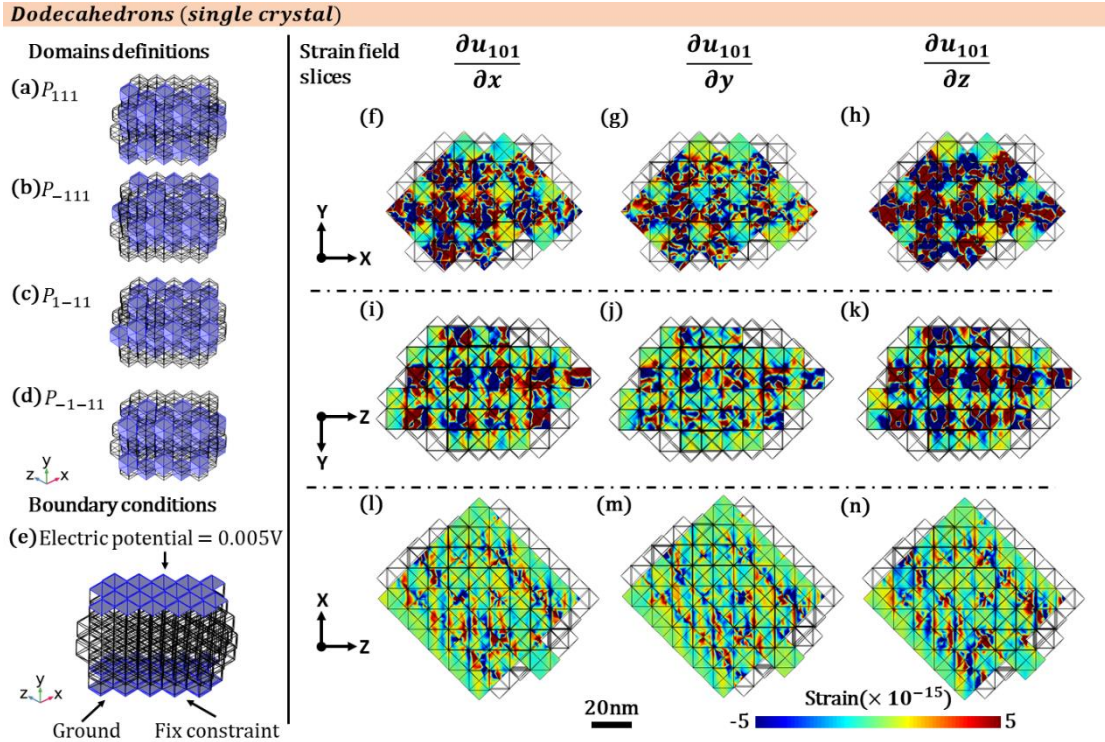 Dodecahedrons (single crystal)
Domains definitions
(a) P₁₁₁
(b) P₋₁₁₁
(c) P₁₋₁₁
(d) P₋₁₋₁₁
y
z x
Boundary conditions
(e) Electric potential = 0.005V
y
z x
Ground Fix constraint
Strain field
slices
∂u₁₀₁/∂x ∂u₁₀₁/∂y ∂u₁₀₁/∂z
(f) (g) (h)
Y
X
(i) (j) (k)
Z
Y
(l) (m) (n)
X
Z
20nm
Strain(× 10⁻¹⁵)
-5 5